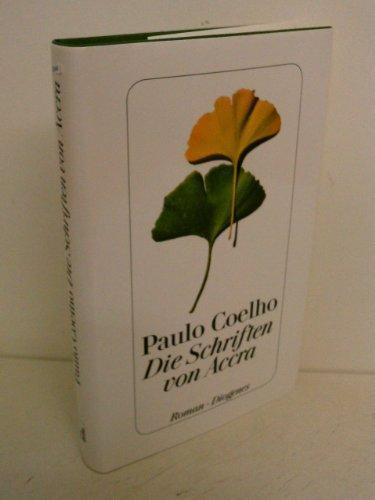 Paulo Coelho
Die Schriften
von Accra
Roman · Diogenes
Paulo Coelho Die Schriften von Accra